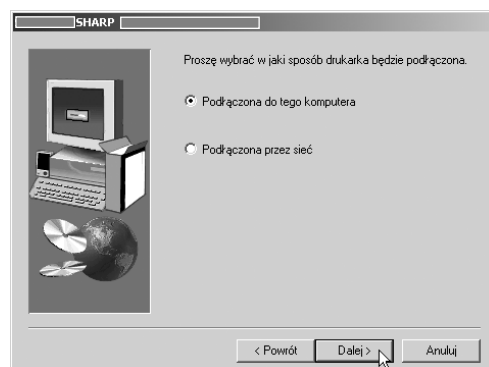 SHARP
Proszę wybrać w jaki sposób drukarka będzie podłączona.
Podłączona do tego komputera
Podłączona przez sieć
< Powrót
Dalej >
Anuluj